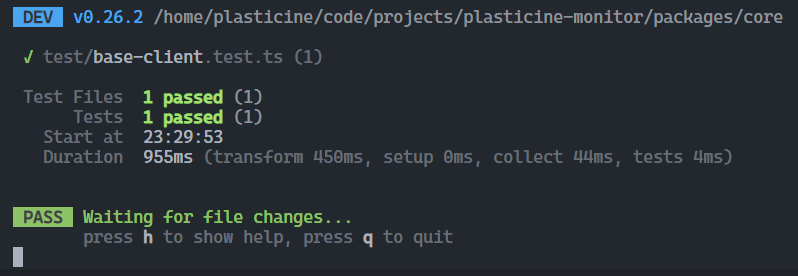 DEV v0.26.2 /home/plasticine/code/projects/plasticine-monitor/packages/core
✓ test/base-client.test.ts (1)
Test Files 1 passed (1)
Tests 1 passed (1)
Start at 23:29:53
Duration 955ms (transform 450ms, setup 0ms, collect 44ms, tests 4ms)
PASS Waiting for file changes...
press h to show help, press q to quit